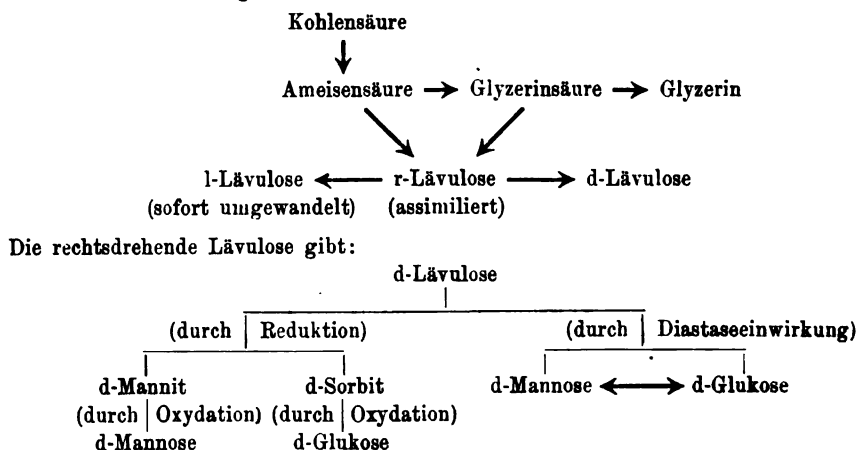 Kohlensäure
Ameisensäure Glyzerinsäure Glyzerin
l-Lävulose r-Lävulose d-Lävulose
(sofort umgewandelt) (assimiliert)
Die rechtsdrehende Lävulose gibt:
d-Lävulose
(durch Reduktion) (durch Diastaseeinwirkung)
d-Mannit d-Sorbit d-Mannose d-Glukose
(durch Oxydation) (durch Oxydation)
d-Mannose d-Glukose